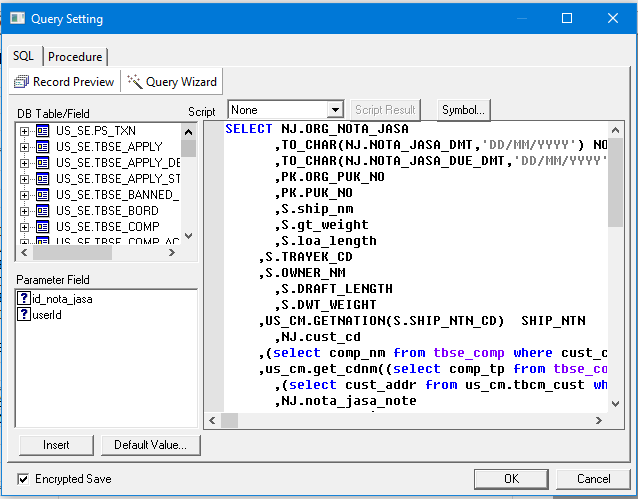 Query Setting
SQL
Procedure
Record Preview
Query Wizard
DB Table/Field
US_SE.PS_TXN
US_SE.TBSE_APPLY
US_SE.TBSE_APPLY_DE
US_SE.TBSE_APPLY_ST
US_SE.TBSE_BANNED_
US_SE.TBSE_BORD
US_SE.TBSE_COMP
US_SE.TBSE_COMP_AC
Parameter Field
id_nota_jasa
userId
Insert
Default Value...
Script
None
Script Result
Symbol...
SELECT NJ.ORG_NOTA_JASA
,TO_CHAR(NJ.NOTA_JASA_DMT,'DD/MM/YYYY') NO
,TO_CHAR(NJ.NOTA_JASA_DUE_DMT,'DD/MM/YYYY'
,PK.ORG_PUK_NO
,PK.PUK_NO
,S.ship_nm
,S.gt_weight
,S.loa_length
,S.TRAYEK_CD
,S.OWNER_NM
,S.DRAFT_LENGTH
,S.DWT_WEIGHT
,US_CM.GETNATION(S.SHIP_NTN_CD) SHIP_NTN
,NJ.cust_cd
,(select comp_nm from tbse_comp where cust_c
,us_cm.get_cdnm((select comp_tp from tbse_co
,(select cust_addr from us_cm.tbcm_cust wh
,NJ.nota_jasa_note
Encrypted Save
OK
Cancel